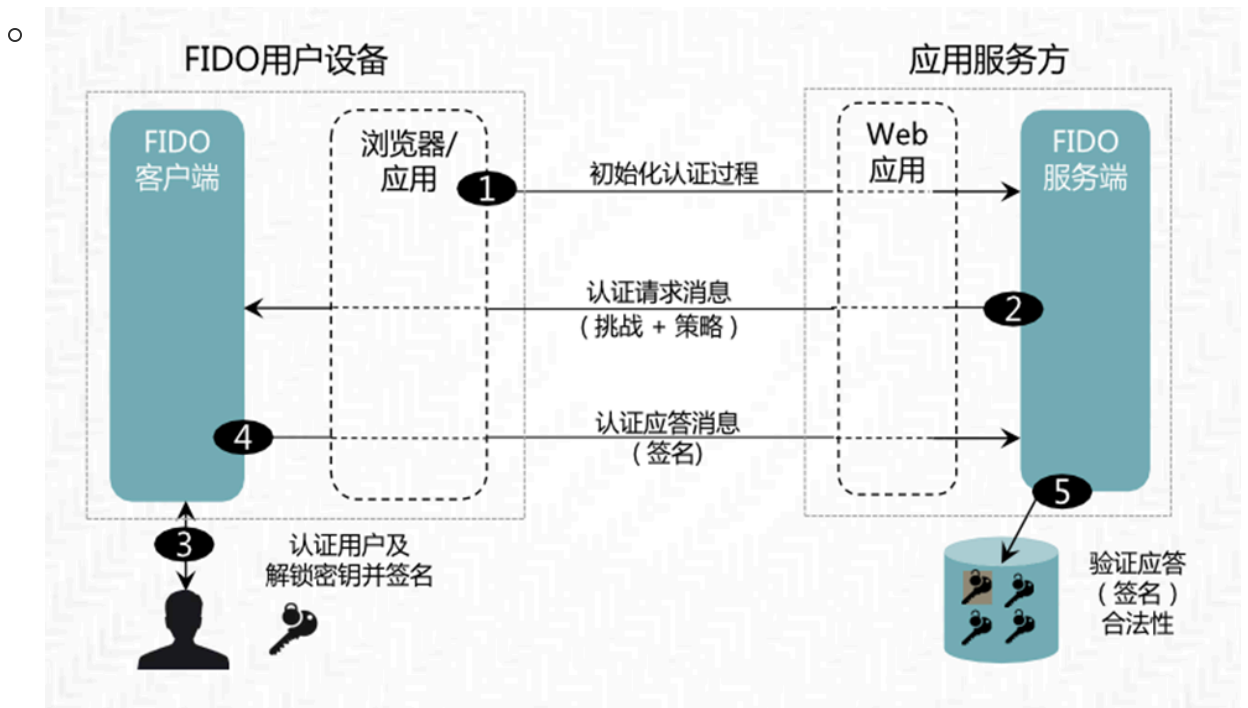 FIDO用户设备
应用服务方
FIDO
客户端
浏览器/
应用
Web
应用
FIDO
服务端
1
初始化认证过程
认证请求消息
（挑战 + 策略）
2
4
认证应答消息
（签名)
5
3
认证用户及
解锁密钥并签名
验证应答
（签名）
合法性